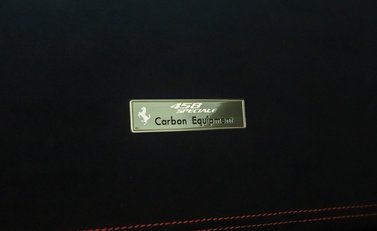 458
SPECIALE
Carbon Equipment